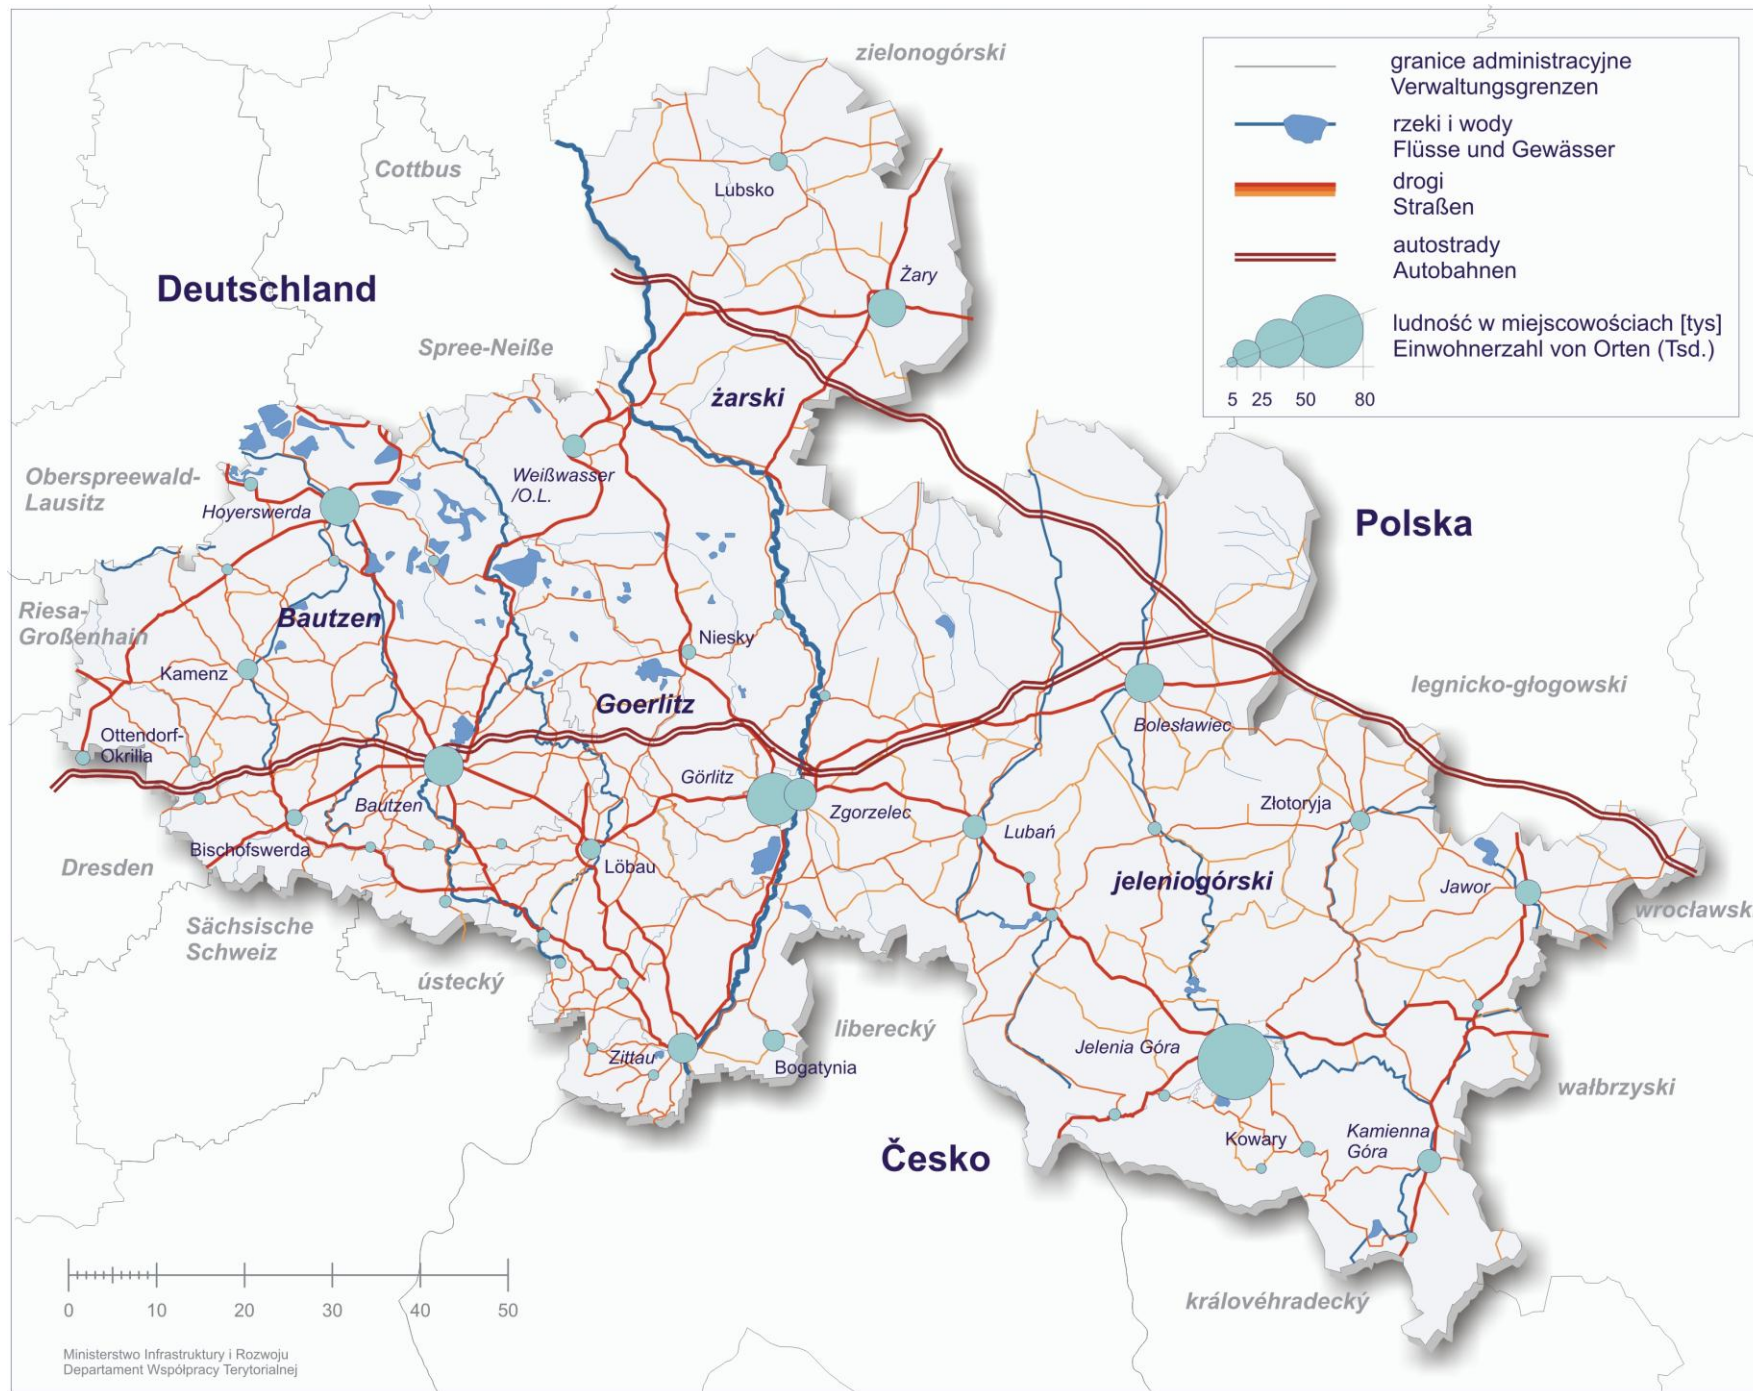 zielonogórski
granice administracyjne
Verwaltungsgrenzen
rzeki i wody
Flüsse und Gewässer
drogi
Straßen
autostrady
Autobahnen
ludność w miejscowościach [tys]
Einwohnerzahl von Orten (Tsd.)
5 25 50 80
Cottbus
Lubsko
Żary
Deutschland
Spree-Neiße
żarski
Oberspreewald-
Lausitz
Weißwasser
/O.L.
Hoyerswerda
Polska
Riesa-
Großenhain
Bautzen
Niesky
Kamenz
Goerlitz
legnicko-głogowski
Bolesławiec
Ottendorf-
Okrilla
Görlitz
Bautzen
Zgorzelec
Złotoryja
Lubań
Bischofswerda
Löbau
Dresden
jeleniogórski
Jawor
wrocławsk
Sächsische
Schweiz
ústecký
liberecký
Jelenia Góra
Zittau
Bogatynia
wałbrzyski
Kowary
Kamienna
Góra
Česko
královéhradecký
0 10 20 30 40 50
Ministerstwo Infrastruktury i Rozwoju
Departament Współpracy Terytorialnej